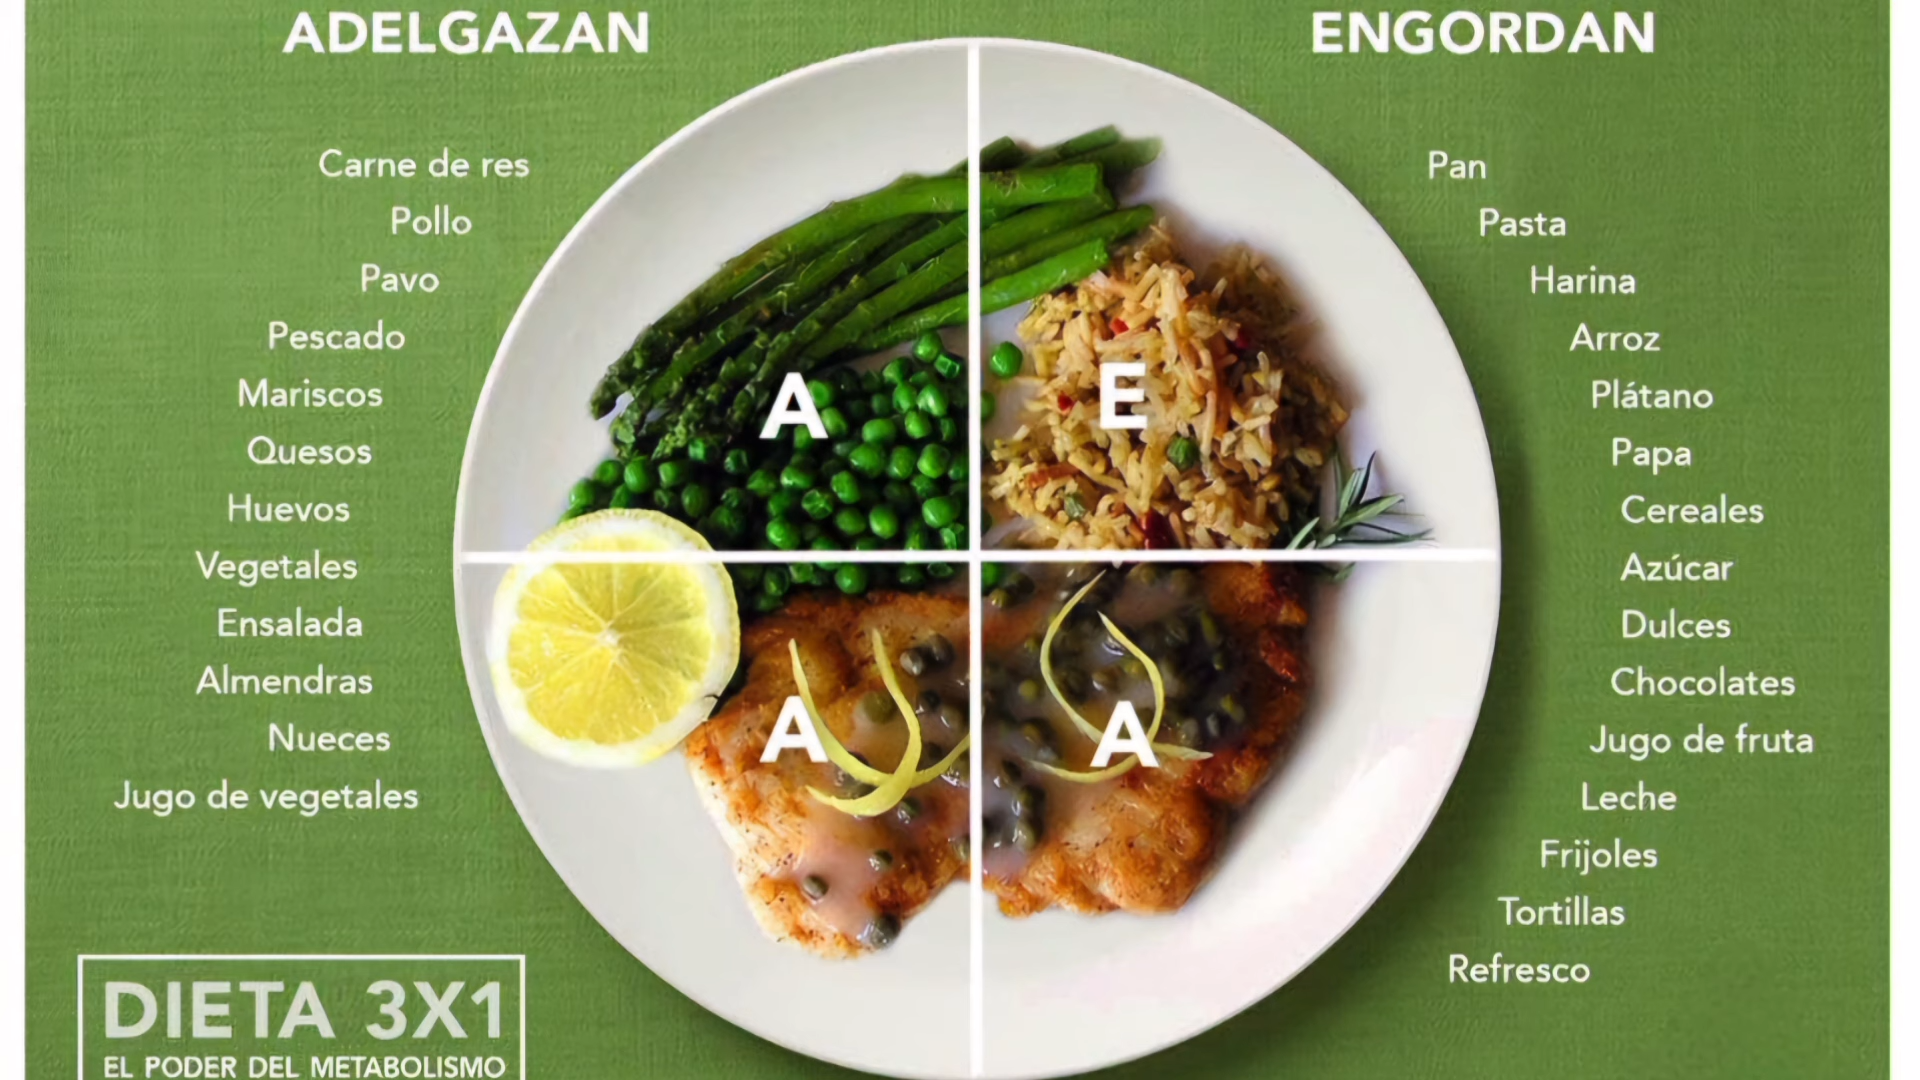 ADELGAZAN
Carne de res
Pollo
Pavo
Pescado
Mariscos
Quesos
Huevos
Vegetales
Ensalada
Almendras
Nueces
Jugo de vegetales
ENGORDAN
Pan
Pasta
Harina
Arroz
Plátano
Papa
Cereales
Azúcar
Dulces
Chocolates
Jugo de fruta
Leche
Frijoles
Tortillas
Refresco
A
E
A
A
DIETA 3X1
EL PODER DEL METABOLISMO